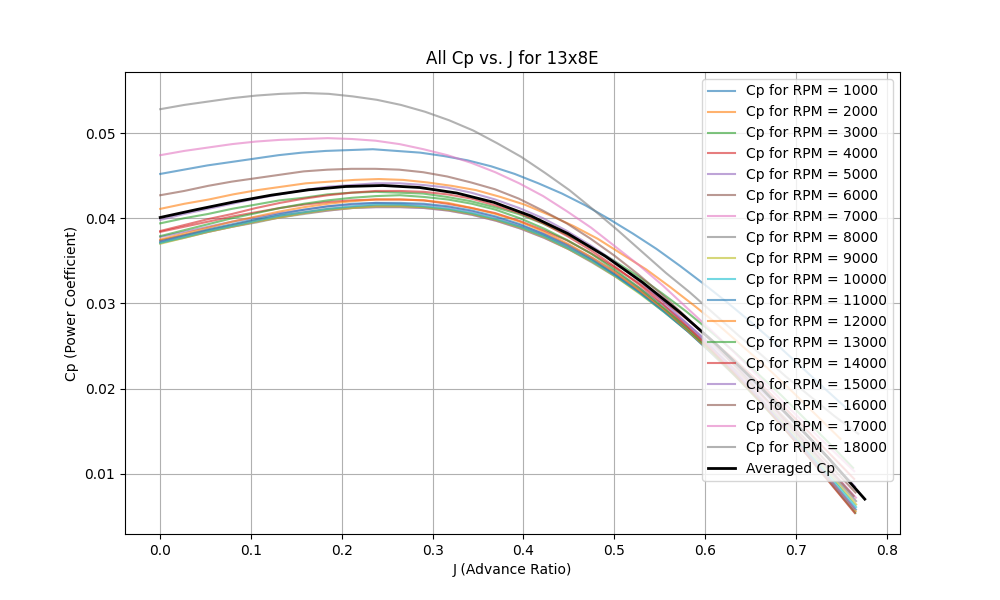 All Cp vs. J for 13x8E
Cp (Power Coefficient)
0.05
0.04
0.03
0.02
0.01
0.0 0.1 0.2 0.3 0.4 0.5 0.6 0.7 0.8
J (Advance Ratio)
Cp for RPM = 1000
Cp for RPM = 2000
Cp for RPM = 3000
Cp for RPM = 4000
Cp for RPM = 5000
Cp for RPM = 6000
Cp for RPM = 7000
Cp for RPM = 8000
Cp for RPM = 9000
Cp for RPM = 10000
Cp for RPM = 11000
Cp for RPM = 12000
Cp for RPM = 13000
Cp for RPM = 14000
Cp for RPM = 15000
Cp for RPM = 16000
Cp for RPM = 17000
Cp for RPM = 18000
Averaged Cp